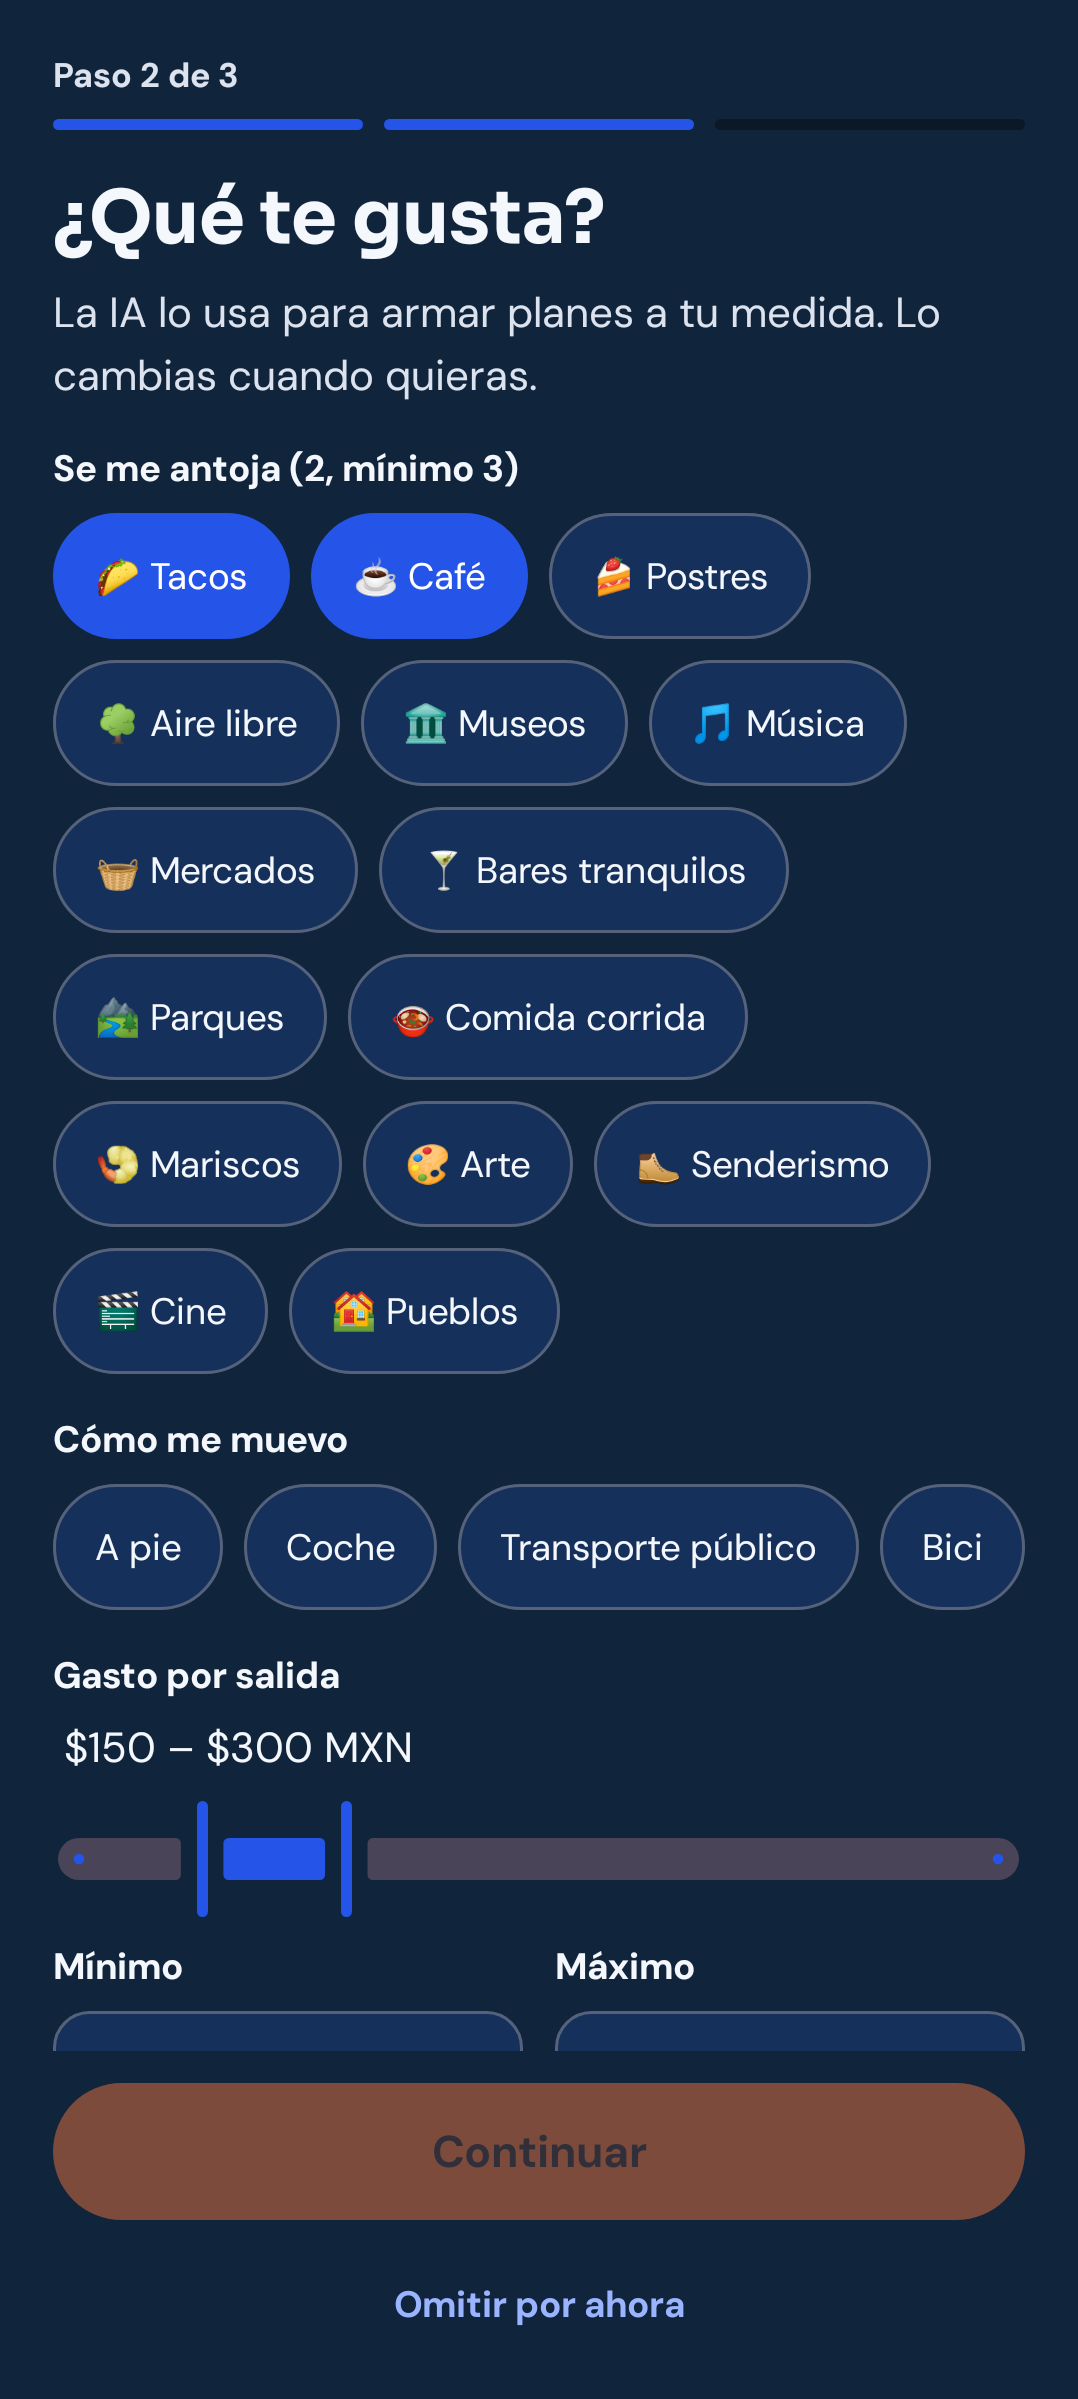 Paso 2 de 3
¿Qué te gusta?
La IA lo usa para armar planes a tu medida. Lo
cambias cuando quieras.
Se me antoja (2, mínimo 3)
🌮 Tacos ☕ Café 🍰 Postres
🌳 Aire libre 🏛️ Museos 🎵 Música
🧺 Mercados 🍸 Bares tranquilos
🏞️ Parques 🍲 Comida corrida
🍤 Mariscos 🎨 Arte 🥾 Senderismo
🎬 Cine 🏡 Pueblos
Cómo me muevo
A pie Coche Transporte público Bici
Gasto por salida
$150 – $300 MXN
Mínimo Máximo
Continuar
Omitir por ahora